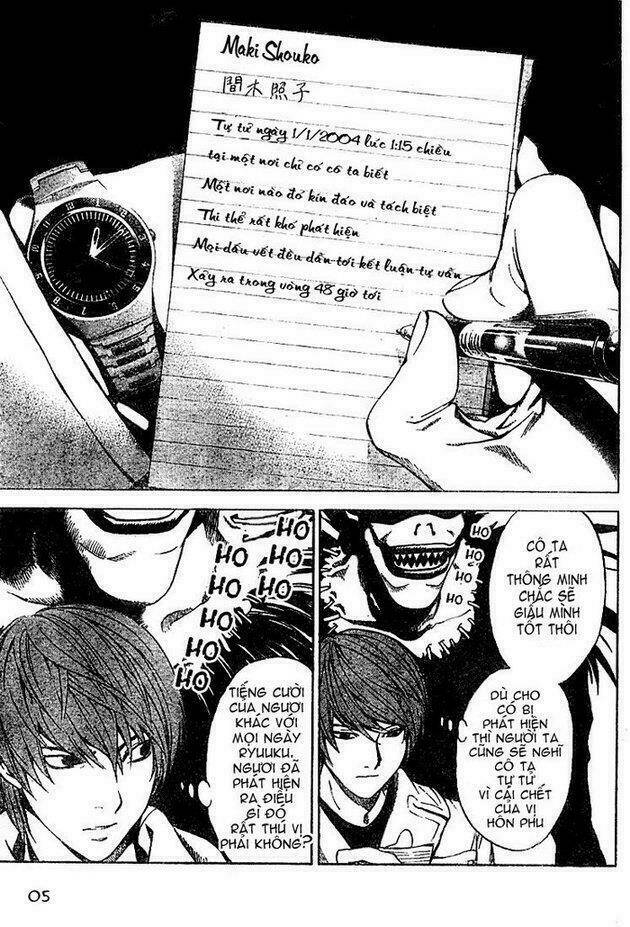 Maki Shouko
間木照子
Tự tử ngày 1/1/2004 lúc 1:15 chiều
tại một nơi chỉ có cô ta biết
Một nơi nào đó kín đáo và tách biệt
Thi thể rất khó phát hiện
Mọi dấu vết đều dẫn tới kết luận tự vẫn
Xảy ra trong vòng 48 giờ tới
HO
HO
HO
HO
HO
HO
HO
TIẾNG CƯỜI
CỦA NGƯƠI
KHÁC VỚI
MỌI NGÀY
RYUUKU.
NGƯƠI ĐÃ
PHÁT HIỆN
RA ĐIỀU
GÌ ĐÓ
RẤT THÚ VỊ
PHẢI KHÔNG?
HO
HO
HO
CÔ TA
RẤT
THÔNG MINH
CHẮC SẼ
GIẤU MÌNH
TỐT THÔI
DÙ CHO
CÓ BỊ
PHÁT HIỆN
THÌ NGƯỜI TA
CŨNG SẼ NGHĨ
CÔ TA
TỰ TỬ
VÌ CÁI CHẾT
CỦA VỊ
HÔN PHU
05